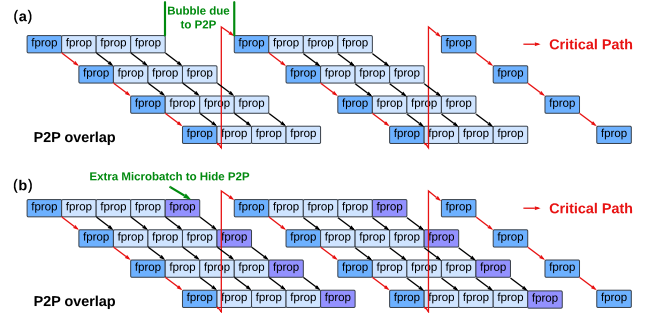 (a)
Bubble due
to P2P
fprop fprop fprop fprop fprop fprop fprop fprop fprop
Critical Path
fprop fprop fprop fprop fprop fprop fprop fprop fprop
fprop fprop fprop fprop fprop fprop fprop fprop fprop
fprop fprop fprop fprop fprop fprop fprop fprop fprop
P2P overlap
(b)
Extra Microbatch to Hide P2P
fprop fprop fprop fprop fprop fprop fprop fprop fprop fprop fprop
Critical Path
fprop fprop fprop fprop fprop fprop fprop fprop fprop fprop fprop
fprop fprop fprop fprop fprop fprop fprop fprop fprop fprop fprop
fprop fprop fprop fprop fprop fprop fprop fprop fprop fprop fprop
P2P overlap